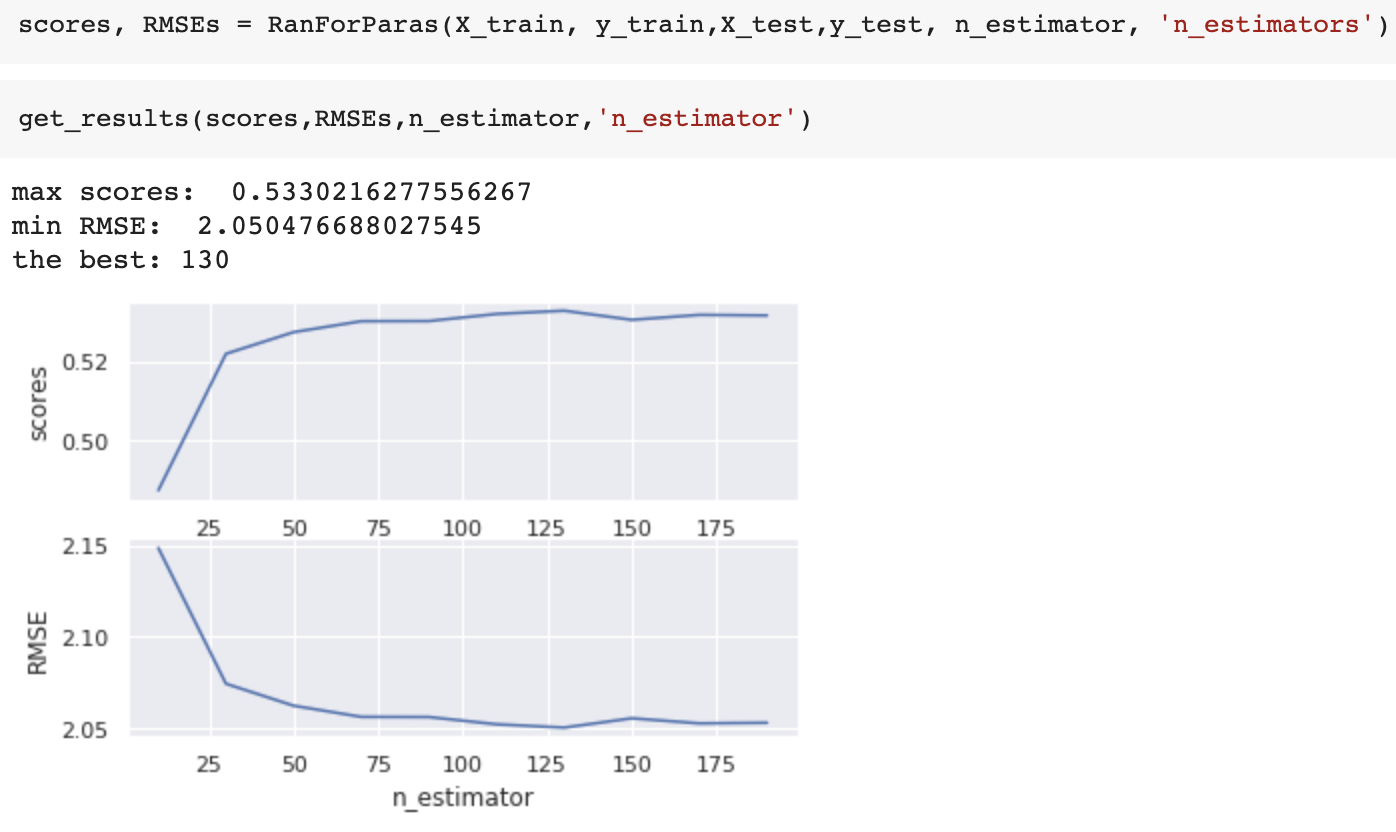 scores, RMSEs = RanForParas(X_train, y_train,X_test,y_test, n_estimator, 'n_estimators')
get_results(scores,RMSEs,n_estimator,'n_estimator')
max scores:  0.5330216277556267
min RMSE:  2.050476688027545
the best: 130
scores
0.52
0.50
25 50 75 100 125 150 175
RMSE
2.15
2.10
2.05
25 50 75 100 125 150 175
n_estimator